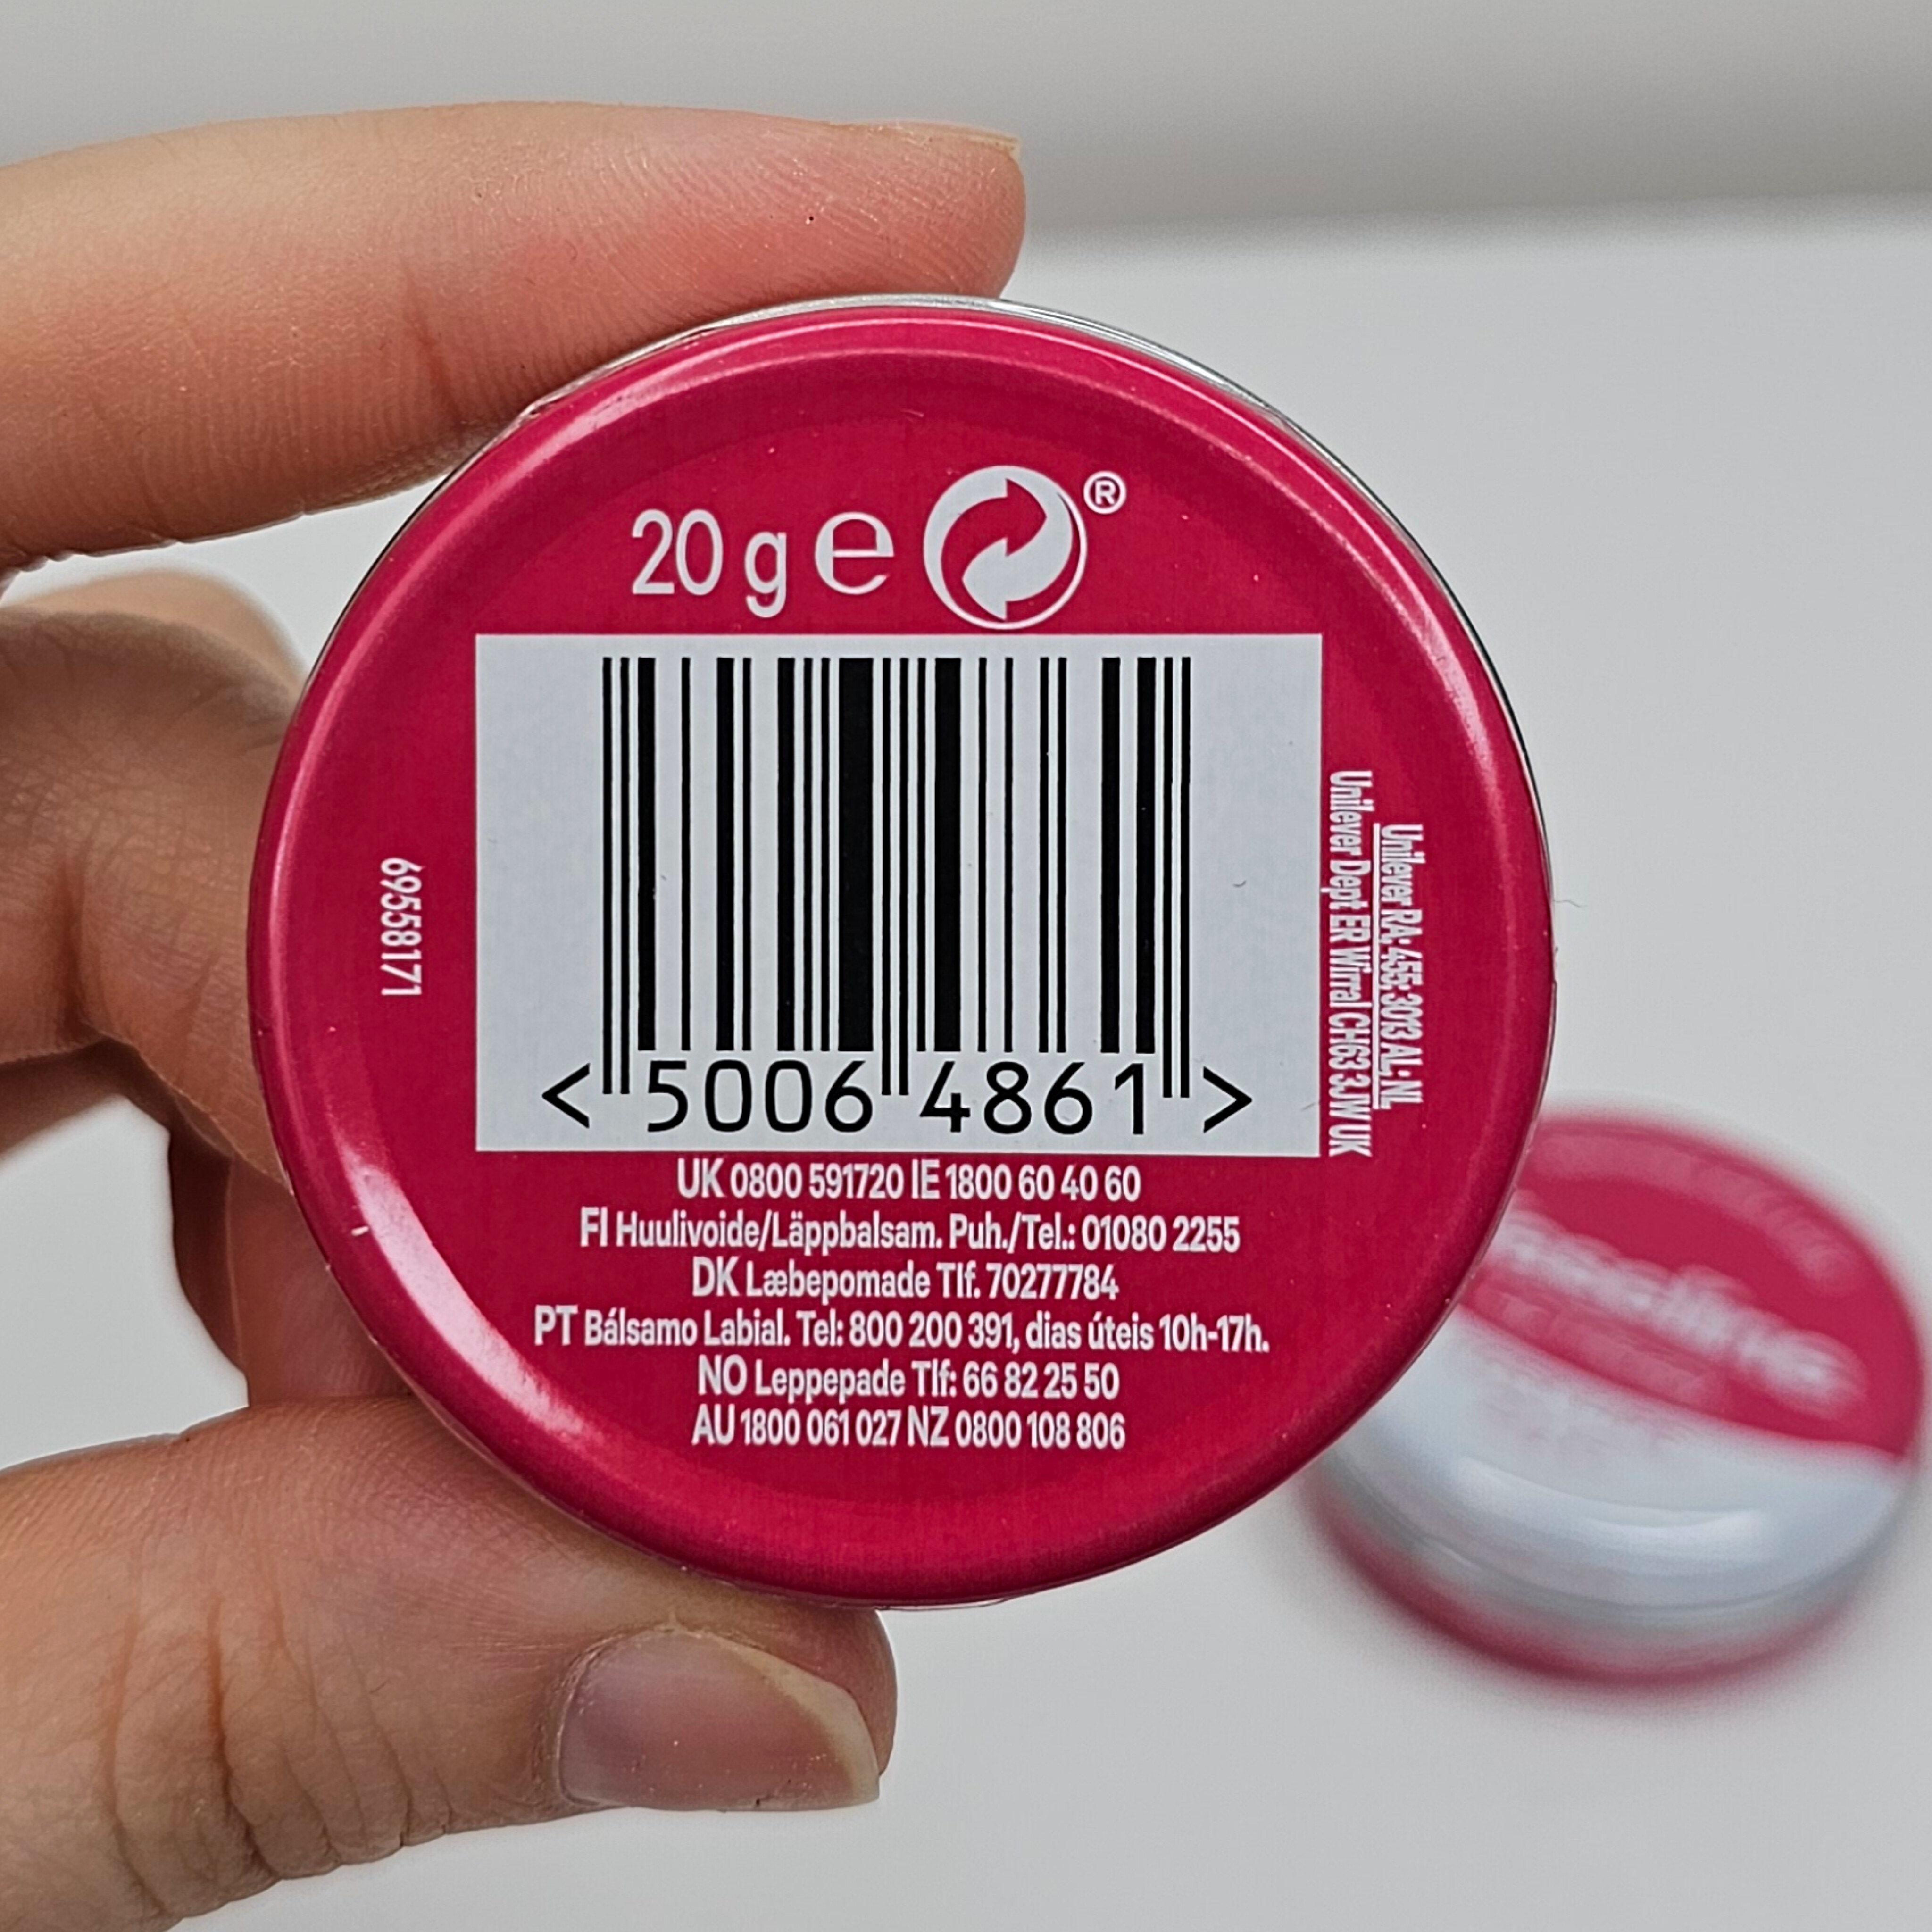 20 g e ®
69558171
<5006 4861>
Unilever RA; 455; 3013 AL; NL
Unilever Dept ER Wirral CH63 3JW UK
UK 0800 591720 IE 1800 60 40 60
FI Huulivoide/Läppbalsam. Puh./Tel.: 01080 2255
DK Læbepomade Tlf. 70277784
PT Bálsamo Labial. Tel: 800 200 391, dias úteis 10h-17h.
NO Leppepade Tlf: 66 82 25 50
AU 1800 061 027 NZ 0800 108 806
Vaseline